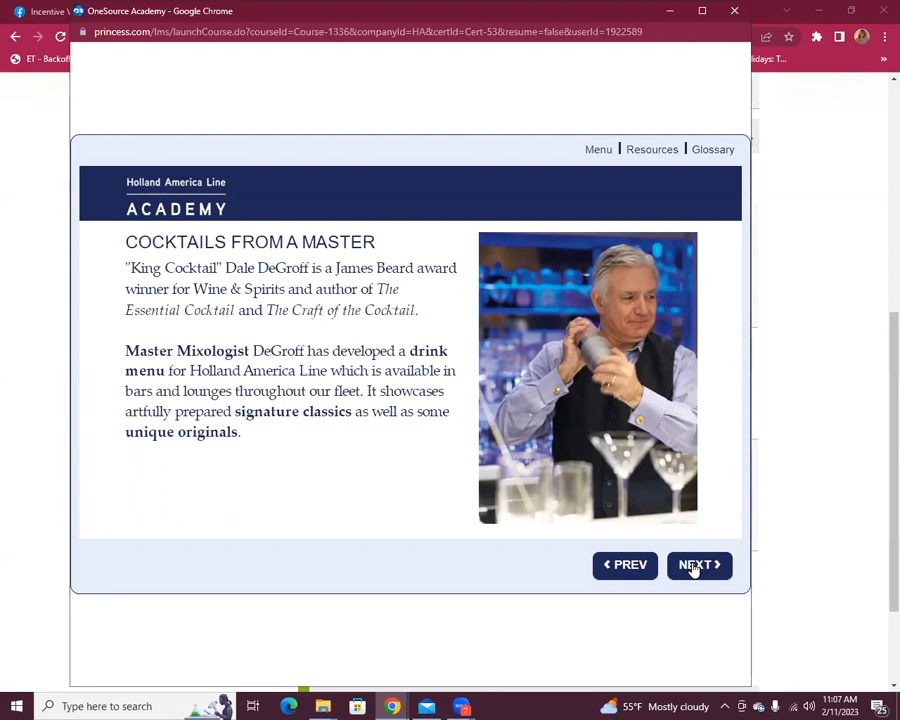 Incentive V
OneSource Academy - Google Chrome
princess.com/lms/launchCourse.do?courseId=Course-1336&companyId=HA&certId=Cert-53&resume=false&userId=1922589
ET - Backoff
lidays: T...
Menu | Resources | Glossary
Holland America Line
ACADEMY
COCKTAILS FROM A MASTER
"King Cocktail" Dale DeGroff is a James Beard award
winner for Wine & Spirits and author of The
Essential Cocktail and The Craft of the Cocktail.
Master Mixologist DeGroff has developed a drink
menu for Holland America Line which is available in
bars and lounges throughout our fleet. It showcases
artfully prepared signature classics as well as some
unique originals.
PREV
NEXT
Type here to search
55°F Mostly cloudy
11:07 AM
2/11/2023
25